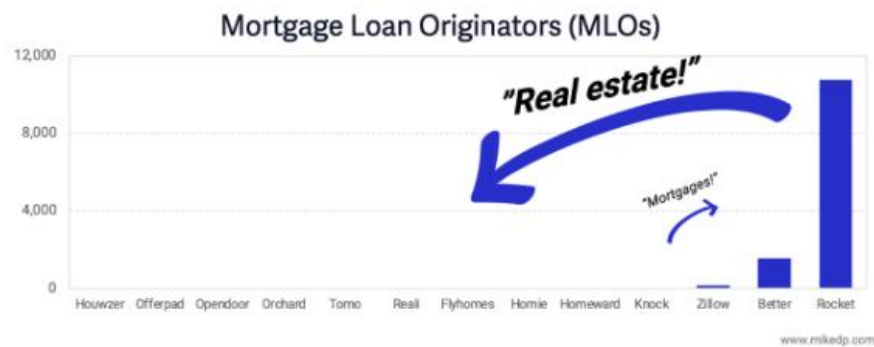 Mortgage Loan Originators (MLOs)
12,000
"Real estate!"
8,000
"Mortgages!"
4,000
0
Houwzer Offerpad Opendoor Orchard Tomo Reali Flyhomes Homie Homeward Knock Zillow Better Rocket
www.mikedp.com